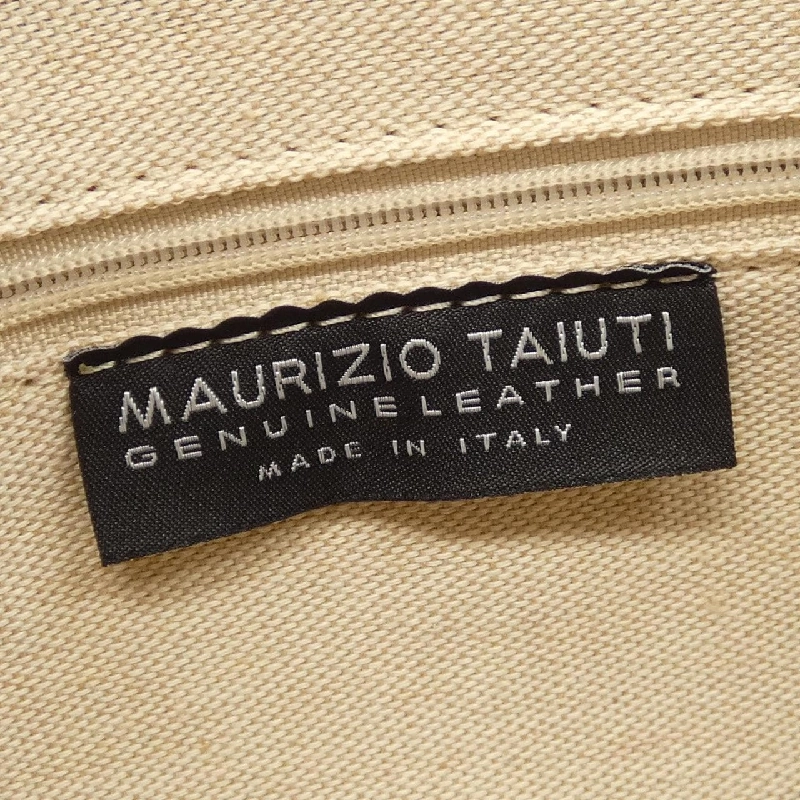 MAURIZIO TAIUTI
GENUINE LEATHER
MADE IN ITALY